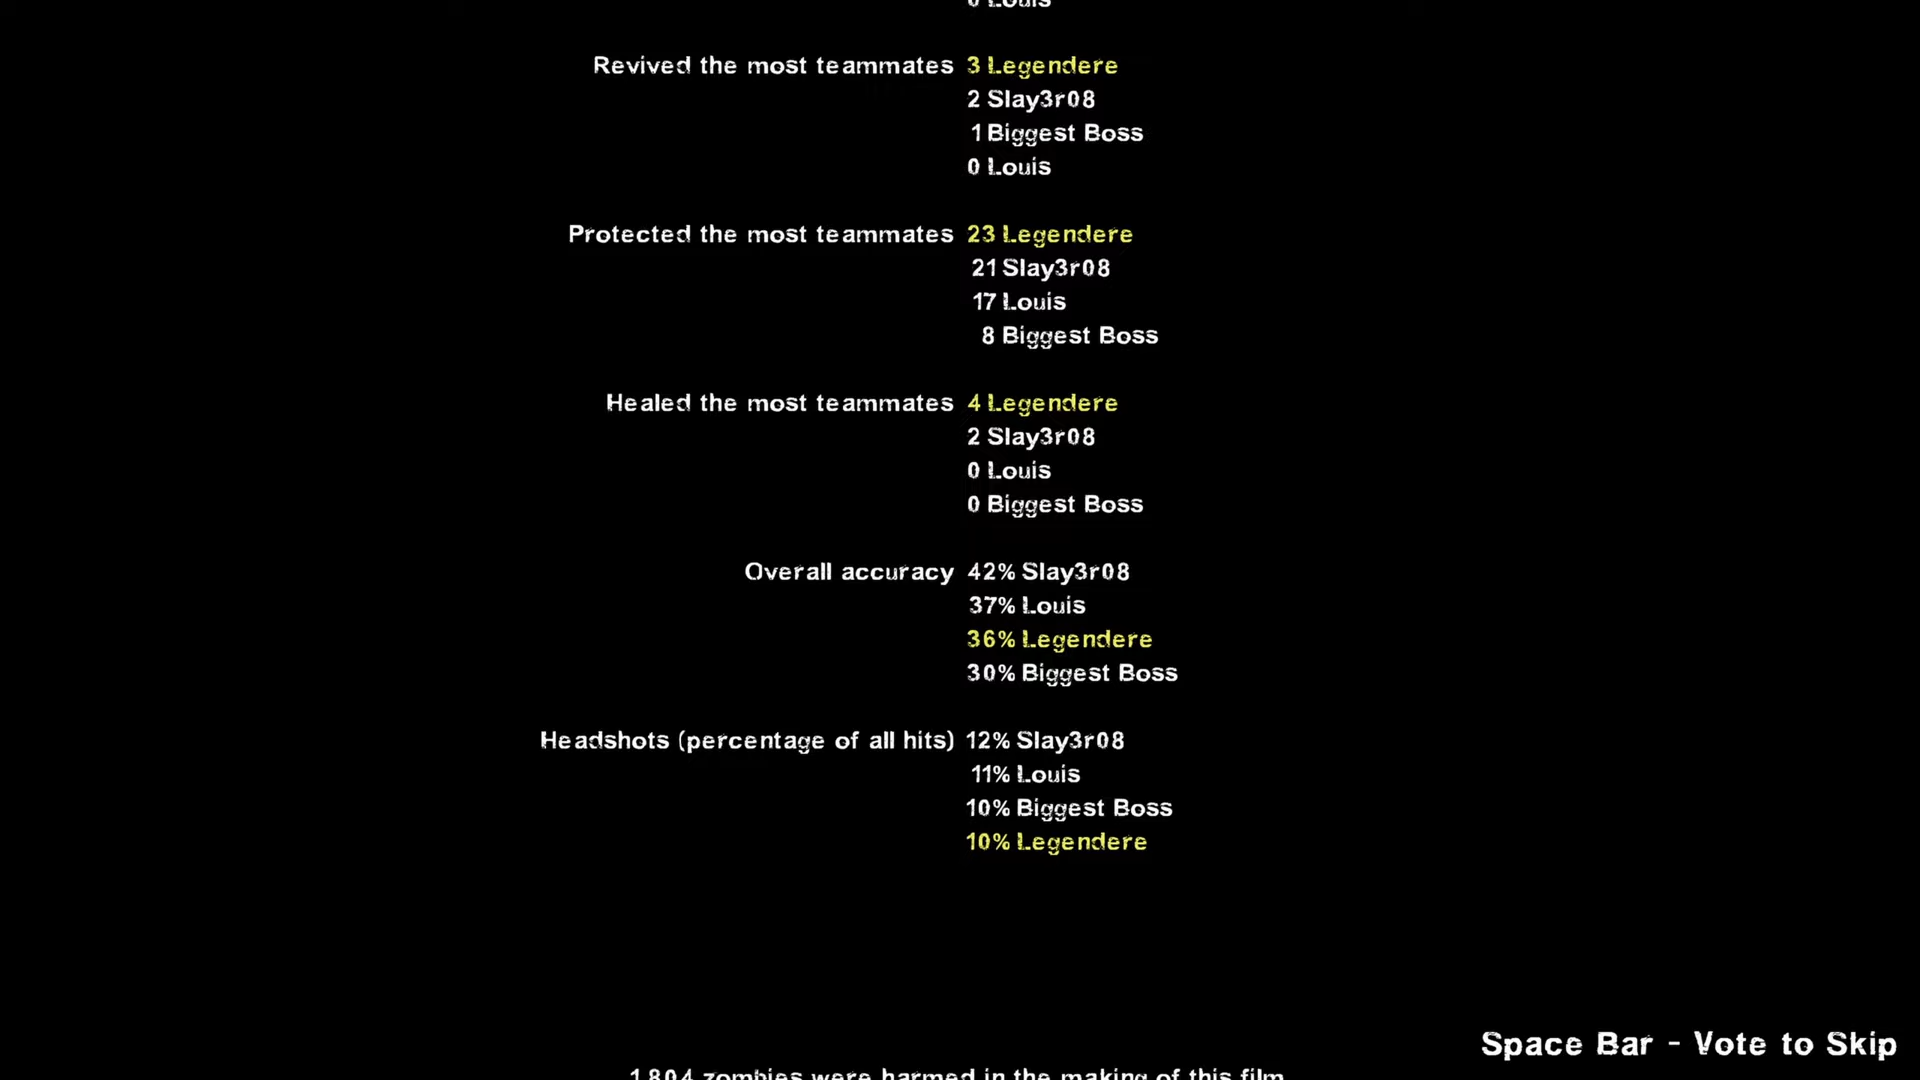 0 Louis
Revived the most teammates 3 Legendere
2 Slay3r08
1 Biggest Boss
0 Louis
Protected the most teammates 23 Legendere
21 Slay3r08
17 Louis
8 Biggest Boss
Healed the most teammates 4 Legendere
2 Slay3r08
0 Louis
0 Biggest Boss
Overall accuracy 42% Slay3r08
37% Louis
36% Legendere
30% Biggest Boss
Headshots (percentage of all hits) 12% Slay3r08
11% Louis
10% Biggest Boss
10% Legendere
Space Bar - Vote to Skip
1,804 zombies were harmed in the making of this film